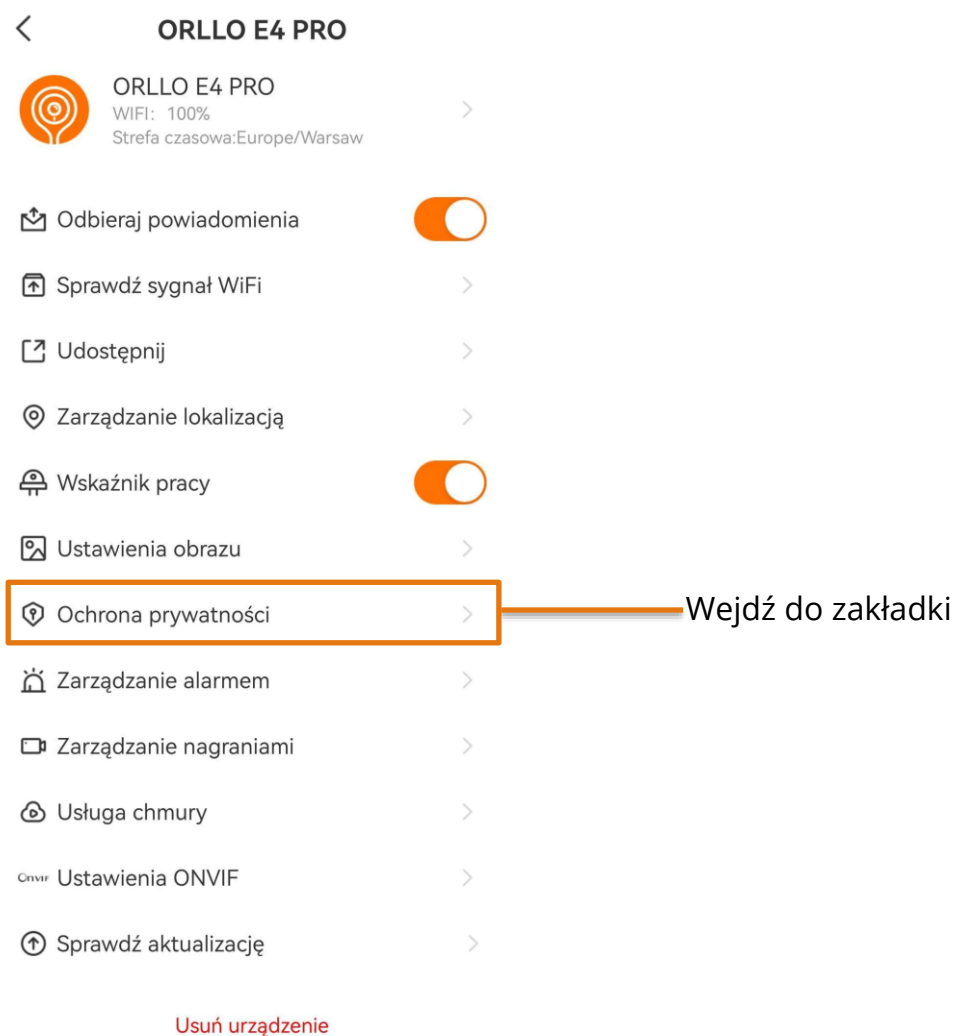 ORLLO E4 PRO
ORLLO E4 PRO
WIFI: 100%
Strefa czasowa:Europe/Warsaw
Odbieraj powiadomienia
Sprawdź sygnał WiFi
Udostępnij
Zarządzanie lokalizacją
Wskaźnik pracy
Ustawienia obrazu
Ochrona prywatności
Wejdź do zakładki
Zarządzanie alarmem
Zarządzanie nagraniami
Usługa chmury
Onvif Ustawienia ONVIF
Sprawdź aktualizację
Usuń urządzenie